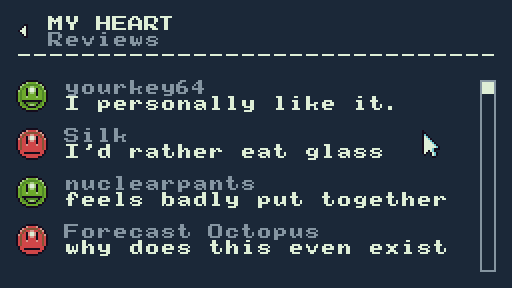 MY HEART
Reviews
yourkey64
I personally like it.
Silk
I'd rather eat glass
nuclearpants
feels badly put together
Forecast Octopus
why does this even exist